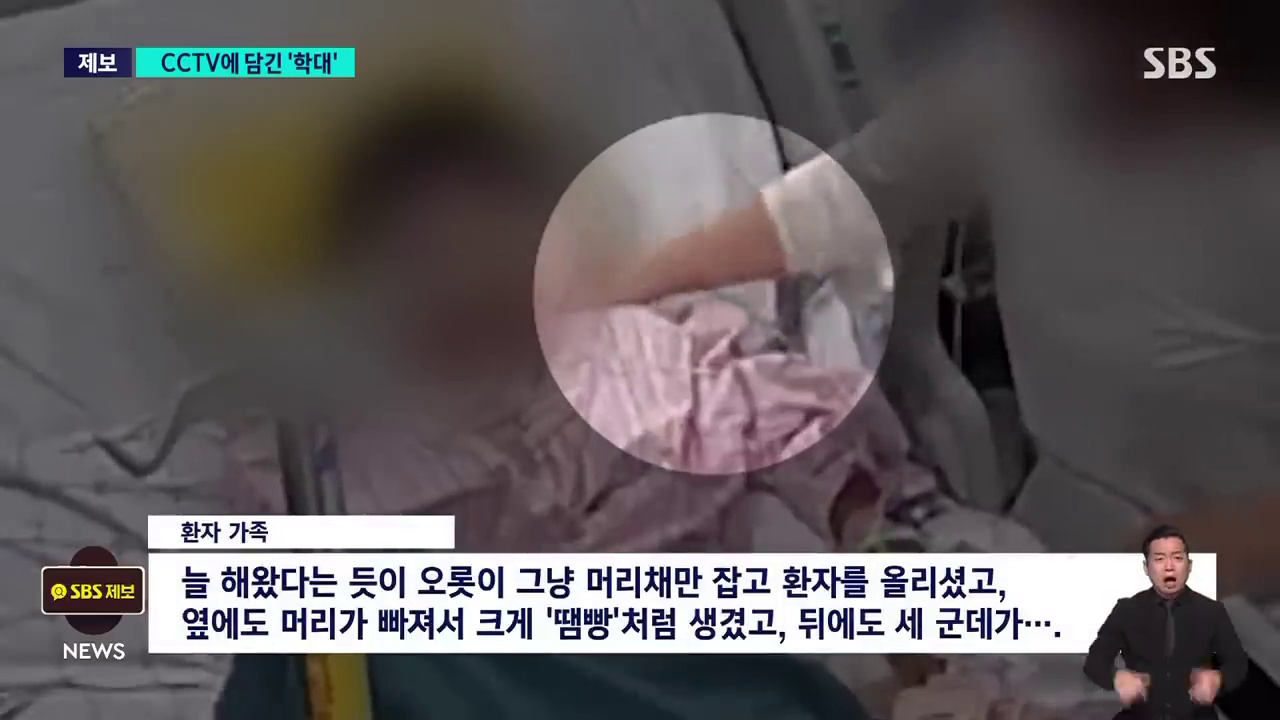 제보 CCTV에 담긴 '학대'
SBS
환자 가족
늘 해왔다는 듯이 오롯이 그냥 머리채만 잡고 환자를 올리셨고,
옆에도 머리가 빠져서 크게 '땜빵'처럼 생겼고, 뒤에도 세 군데가….
SBS 제보
NEWS